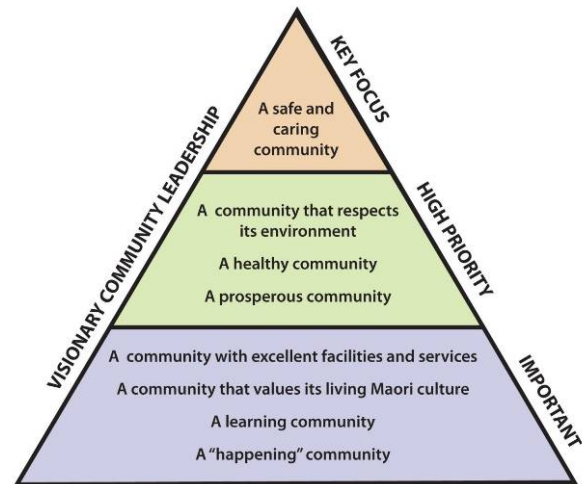 VISIONARY COMMUNITY LEADERSHIP
KEY FOCUS
A safe and
caring
community
HIGH PRIORITY
A community that respects
its environment
A healthy community
A prosperous community
IMPORTANT
A community with excellent facilities and services
A community that values its living Maori culture
A learning community
A “happening” community